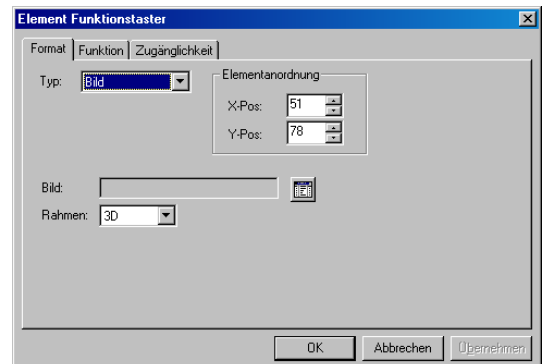 Element Funktionstaster
Format Funktion Zugänglichkeit
Typ: Bild
Elementanordnung
X-Pos: 51
Y-Pos: 78
Bild:
Rahmen: 3D
OK Abbrechen Übernehmen